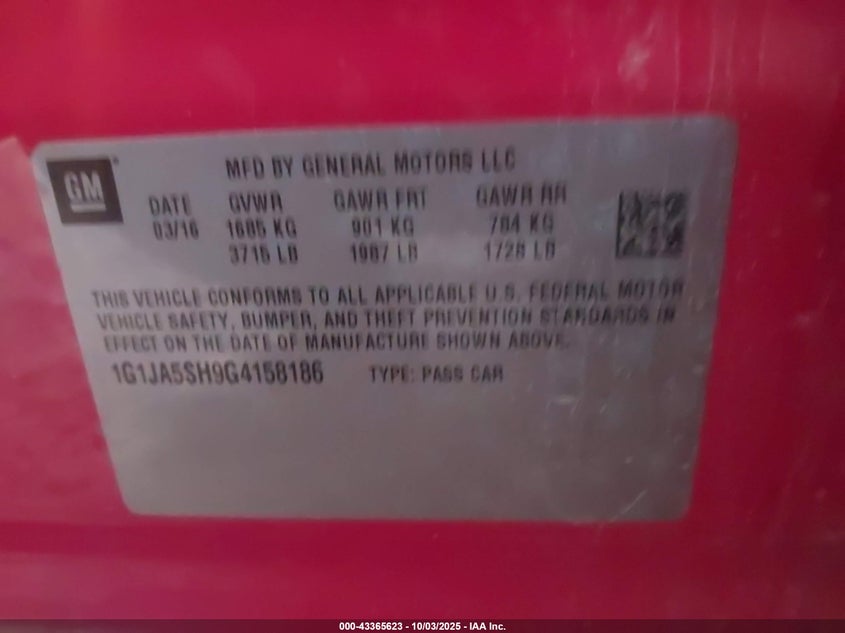 GM
MFD BY GENERAL MOTORS LLC
DATE GVWR GAWR FRT GAWR RR
03/16 1685 KG 901 KG 784 KG
3715 LB 1987 LB 1728 LB
THIS VEHICLE CONFORMS TO ALL APPLICABLE U.S. FEDERAL MOTOR
VEHICLE SAFETY, BUMPER, AND THEFT PREVENTION STANDARDS IN
EFFECT ON THE DATE OF MANUFACTURE SHOWN ABOVE.
1G1JA5SH9G4158186 TYPE: PASS CAR
000-43365623 - 10/03/2025 - IAA Inc.